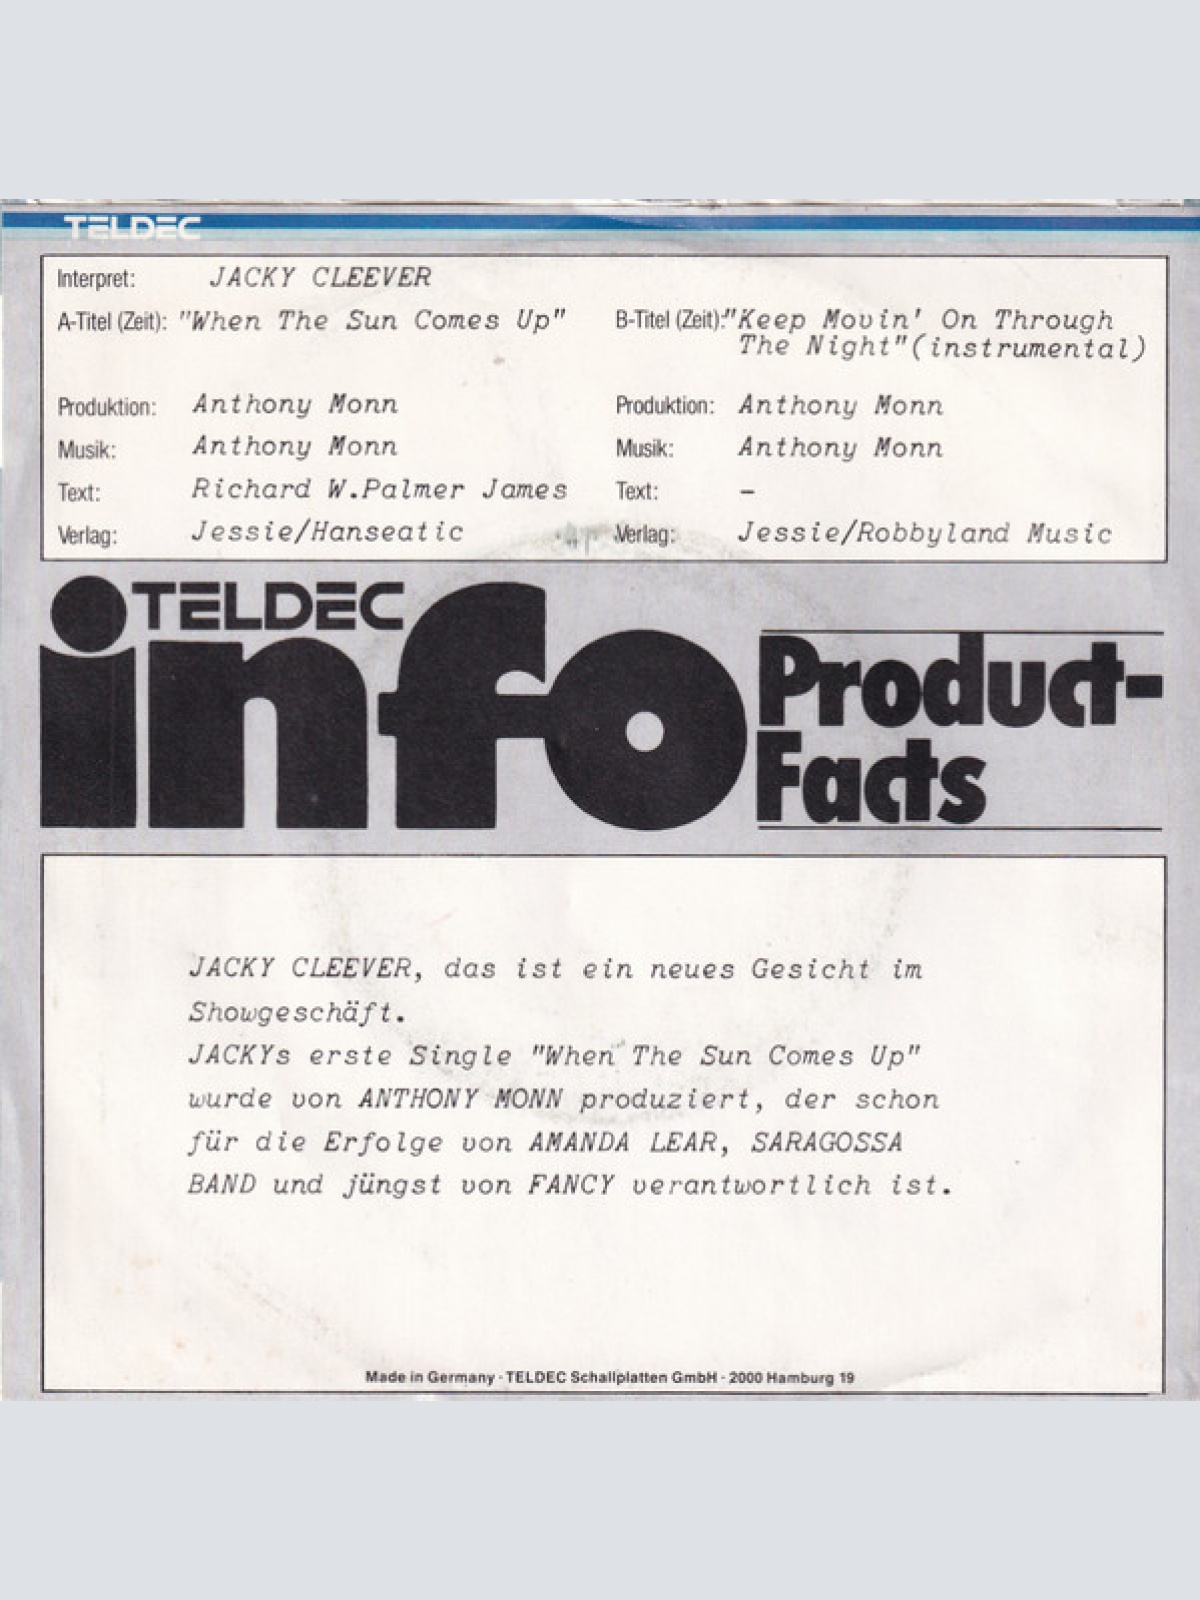 TELDEC
Interpret: JACKY CLEEVER
A-Titel (Zeit): "When The Sun Comes Up"
Produktion: Anthony Monn
Musik: Anthony Monn
Text: Richard W.Palmer James
Verlag: Jessie/Hanseatic
B-Titel (Zeit): "Keep Movin' On Through
The Night"(instrumental)
Produktion: Anthony Monn
Musik: Anthony Monn
Text: –
Verlag: Jessie/Robbyland Music
TELDEC
info
Product-
Facts
JACKY CLEEVER, das ist ein neues Gesicht im
Showgeschäft.
JACKYs erste Single "When The Sun Comes Up"
wurde von ANTHONY MONN produziert, der schon
für die Erfolge von AMANDA LEAR, SARAGOSSA
BAND und jüngst von FANCY verantwortlich ist.
Made in Germany · TELDEC Schallplatten GmbH · 2000 Hamburg 19